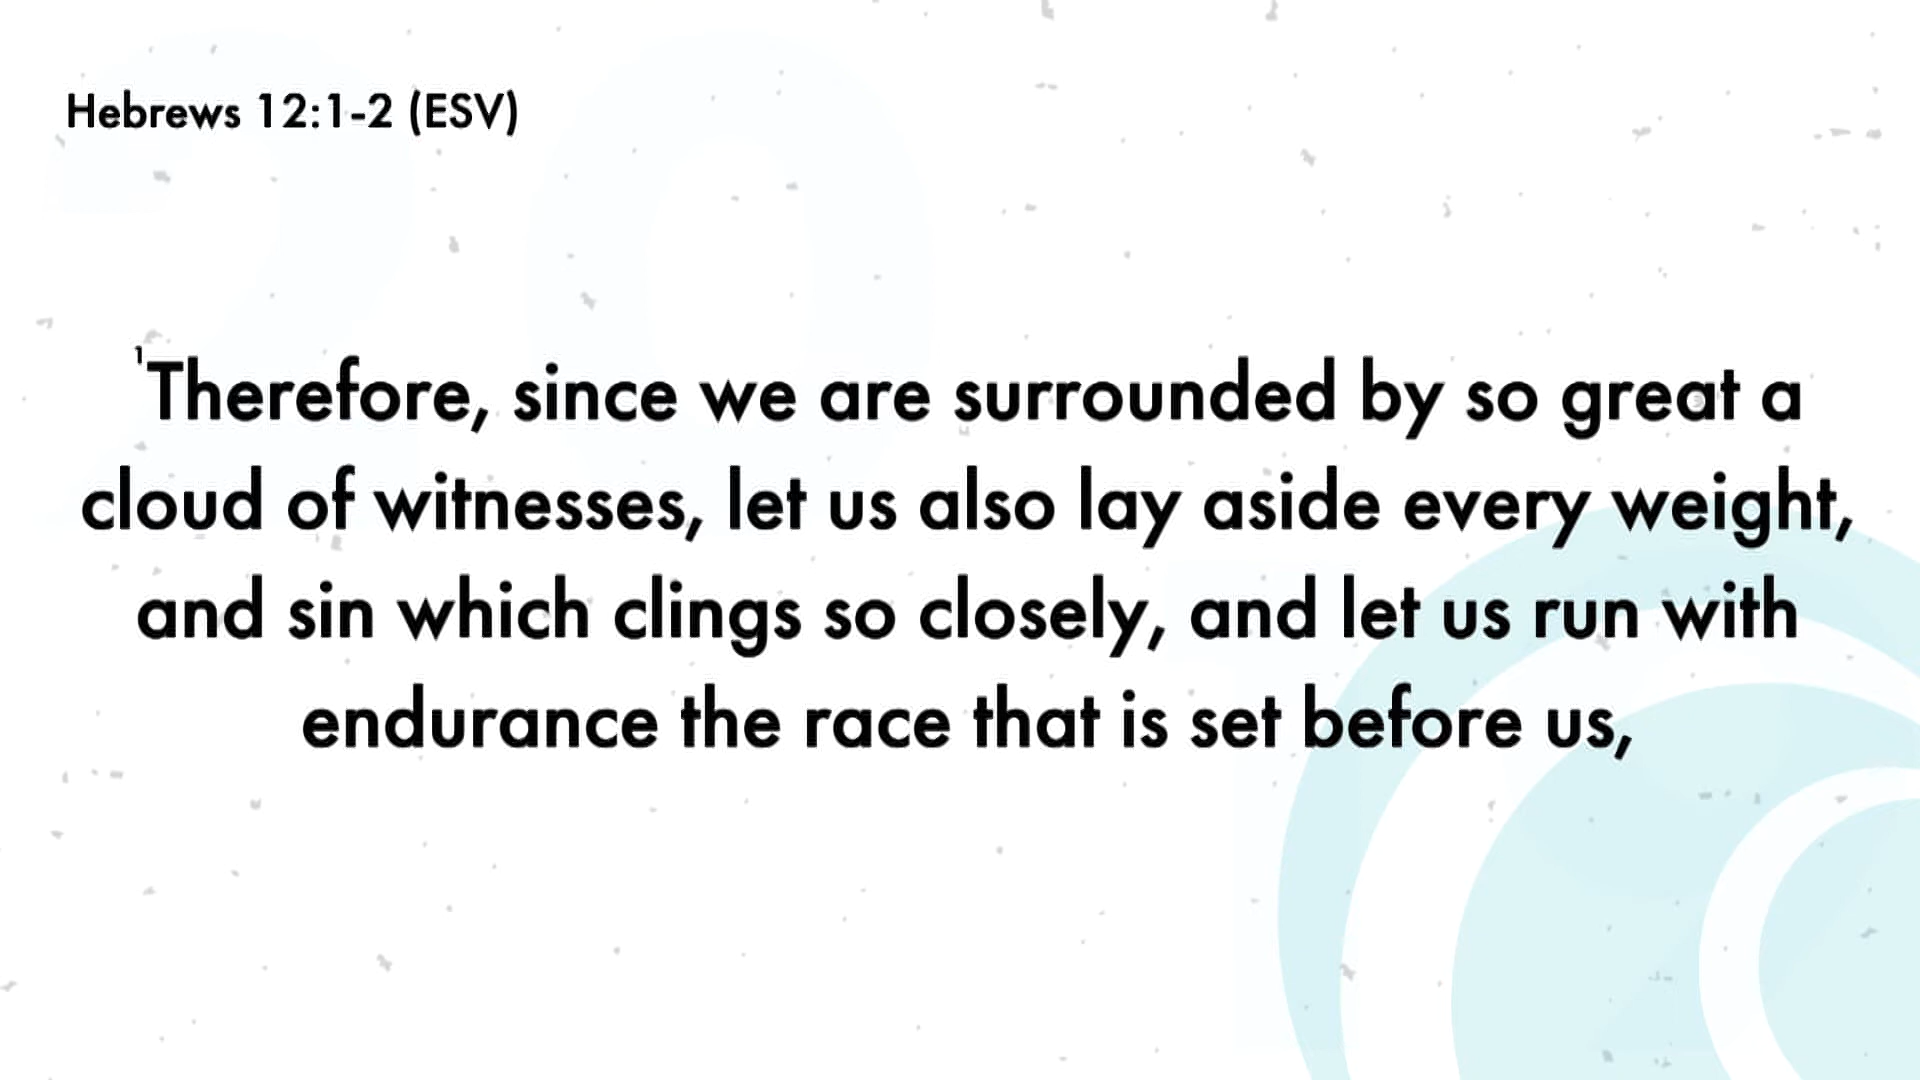 Hebrews 12:1-2 (ESV)
¹Therefore, since we are surrounded by so great a
cloud of witnesses, let us also lay aside every weight,
and sin which clings so closely, and let us run with
endurance the race that is set before us,